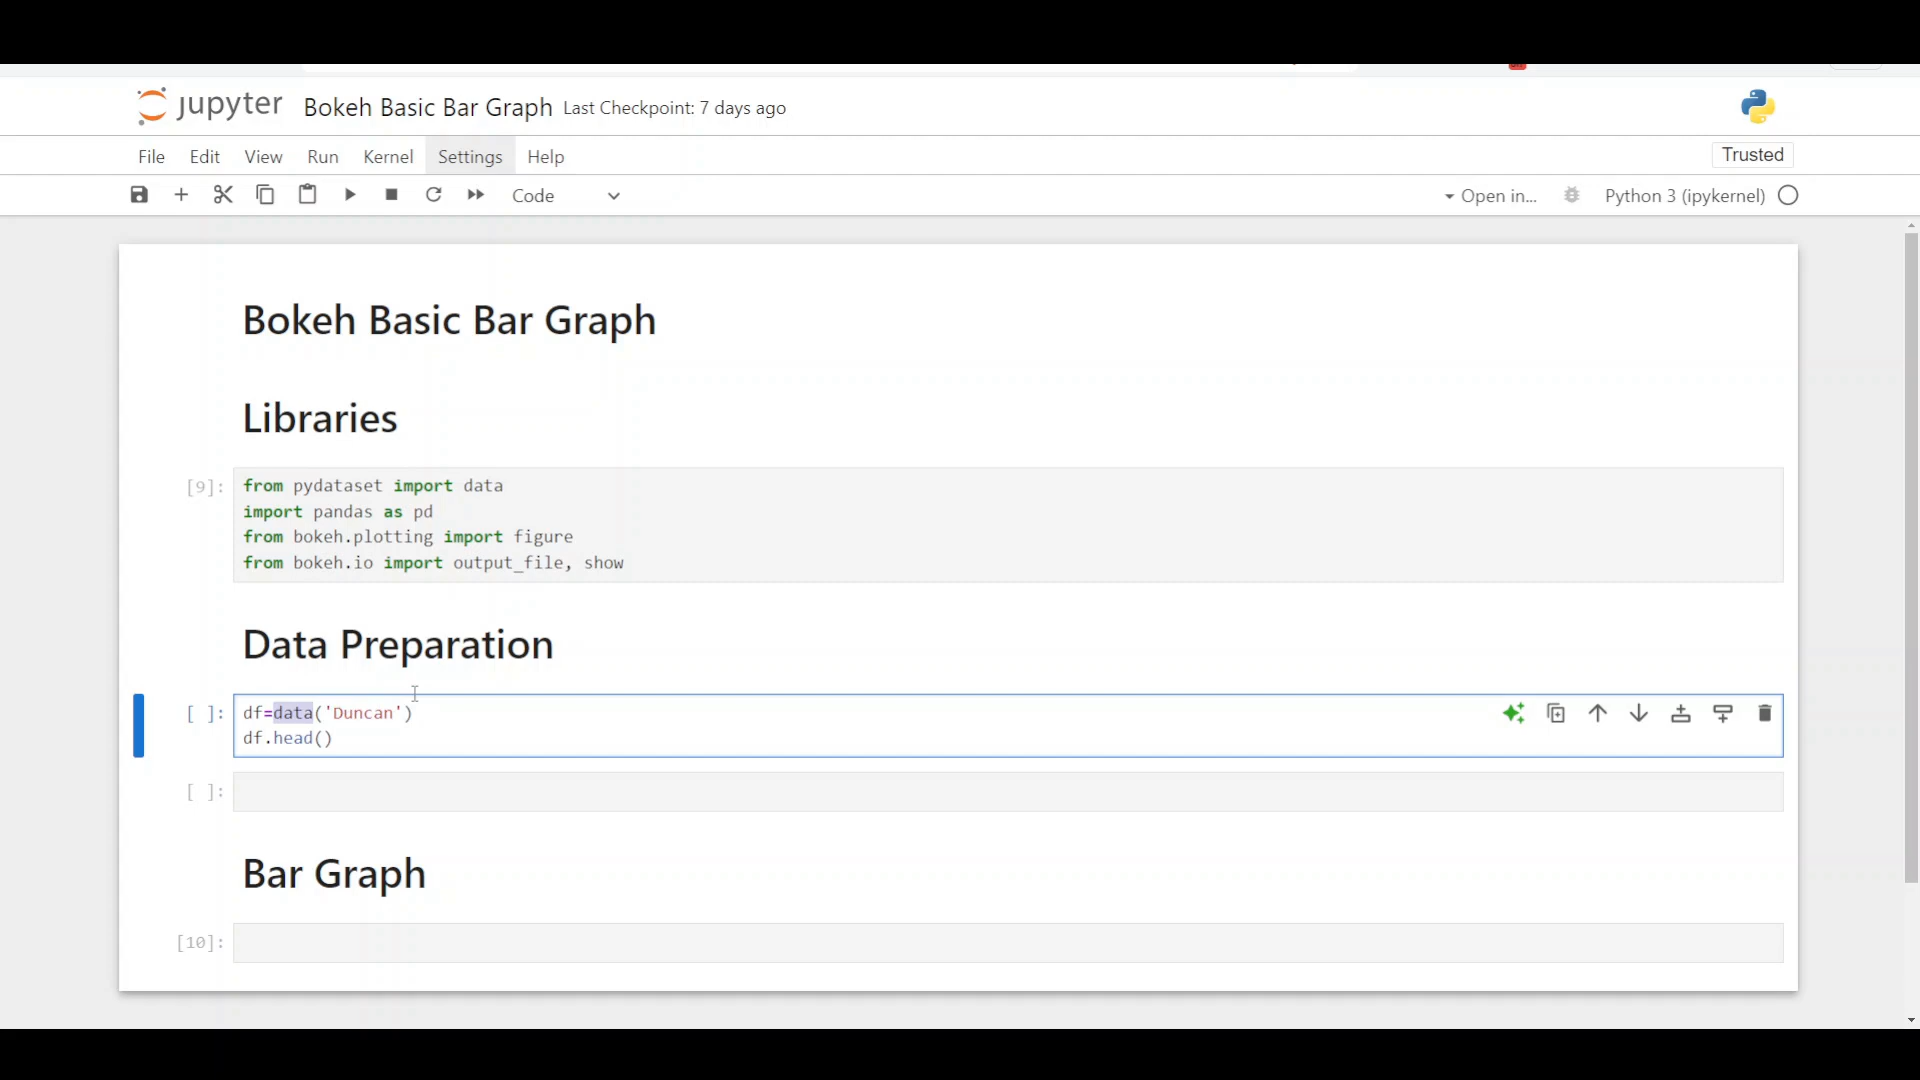 jupyter Bokeh Basic Bar Graph Last Checkpoint: 7 days ago
File Edit View Run Kernel Settings Help
Trusted
Code
Open in...
Python 3 (ipykernel)
Bokeh Basic Bar Graph
Libraries
[9]: from pydataset import data
import pandas as pd
from bokeh.plotting import figure
from bokeh.io import output_file, show
Data Preparation
[ ]: df=data('Duncan')
df.head()
[ ]:
Bar Graph
[10]: